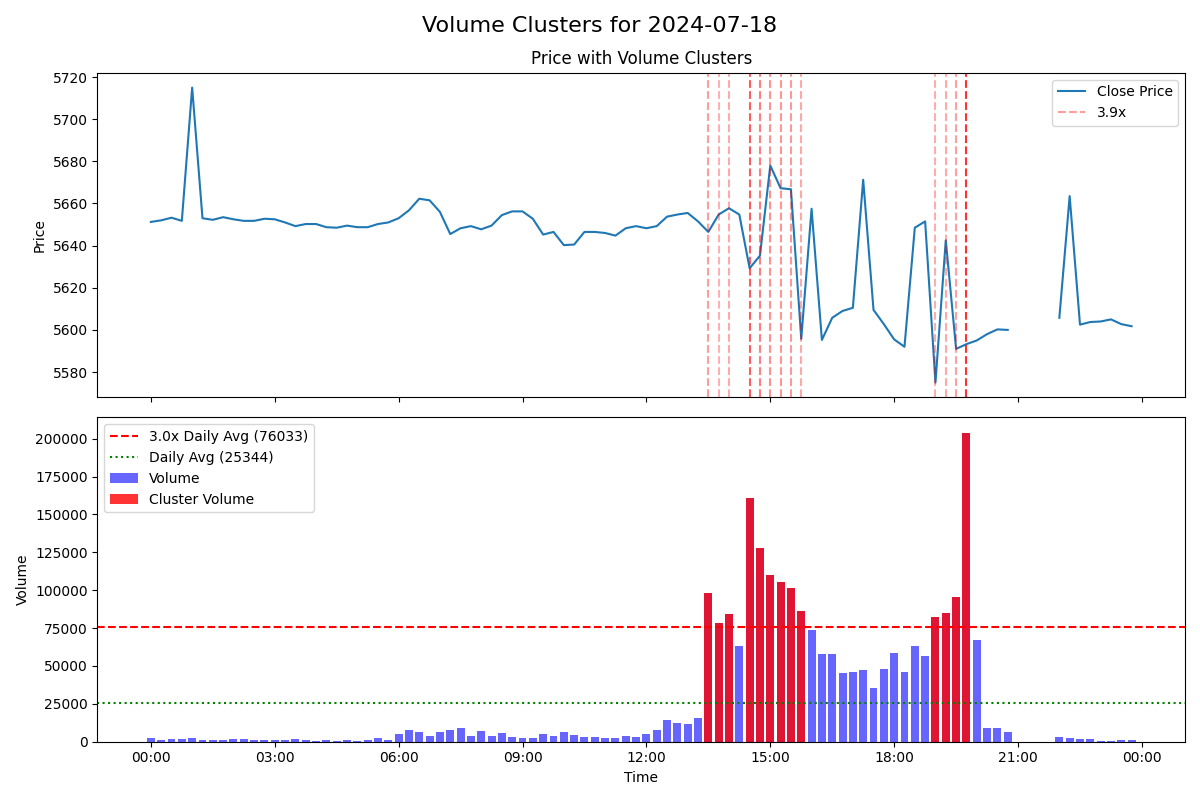 Volume Clusters for 2024-07-18
Price with Volume Clusters
5720
5700
5680
5660
5640
5620
5600
5580
Price
Close Price
3.9x
200000
175000
150000
125000
100000
75000
50000
25000
0
Volume
3.0x Daily Avg (76033)
Daily Avg (25344)
Volume
Cluster Volume
00:00 03:00 06:00 09:00 12:00 15:00 18:00 21:00 00:00
Time